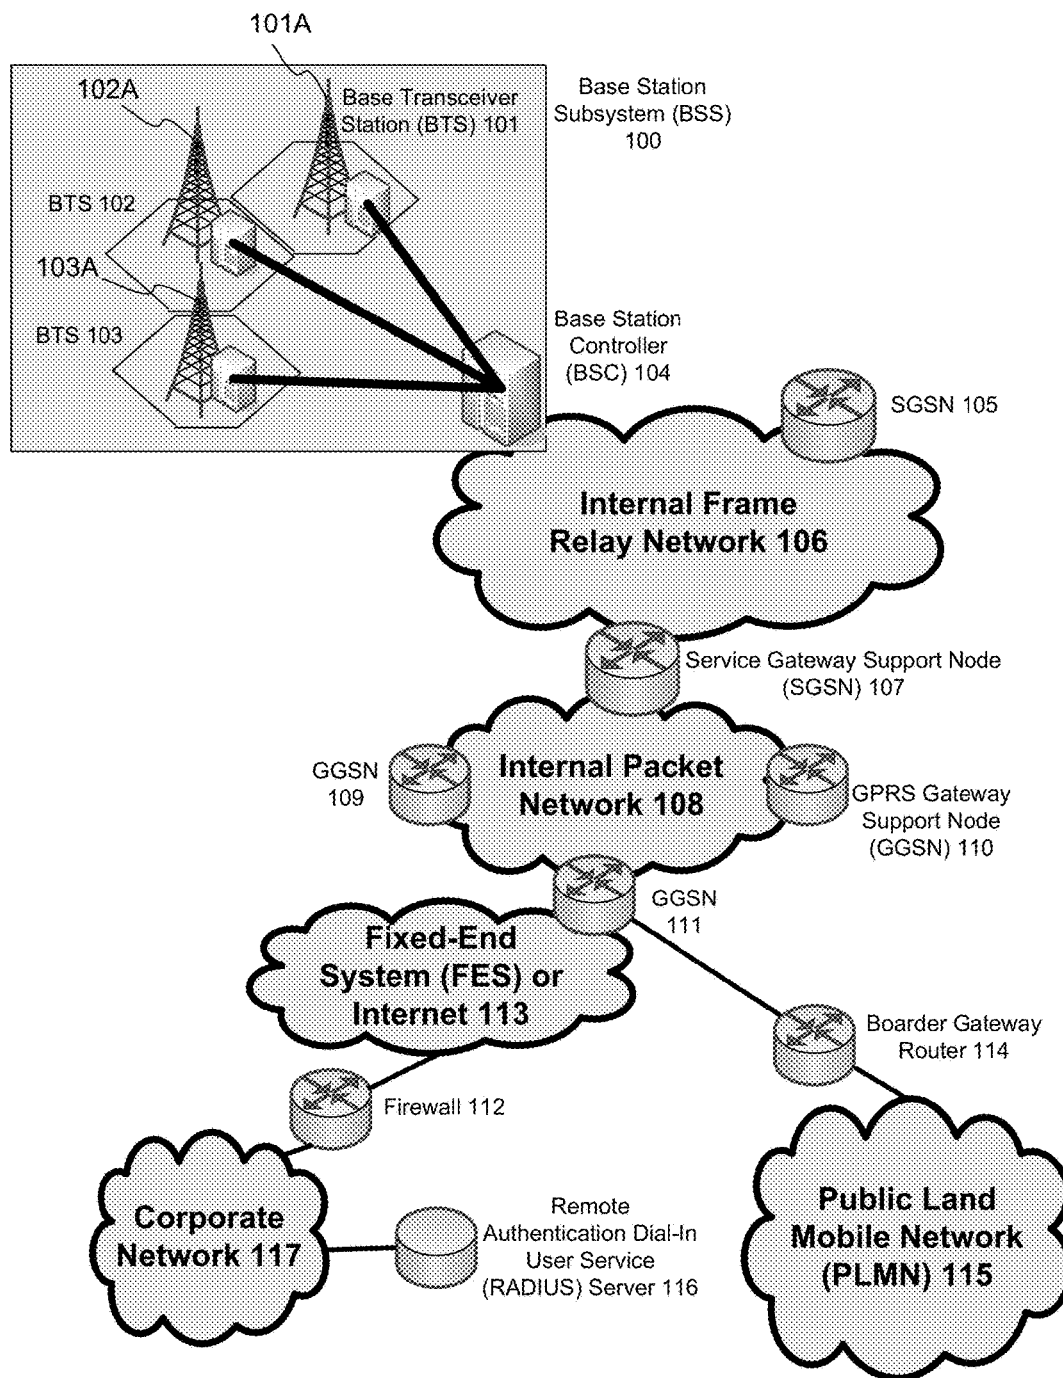 101A
102A
Base Transceiver
Station (BTS) 101
Base Station
Subsystem (BSS)
100
BTS 102
103A
BTS 103
Base Station
Controller
(BSC) 104
SGSN 105
Internal Frame
Relay Network 106
Service Gateway Support Node
(SGSN) 107
GGSN
109
Internal Packet
Network 108
GPRS Gateway
Support Node
(GGSN) 110
GGSN
111
Fixed-End
System (FES) or
Internet 113
Boarder Gateway
Router 114
Firewall 112
Corporate
Network 117
Remote
Authentication Dial-In
User Service
(RADIUS) Server 116
Public Land
Mobile Network
(PLMN) 115